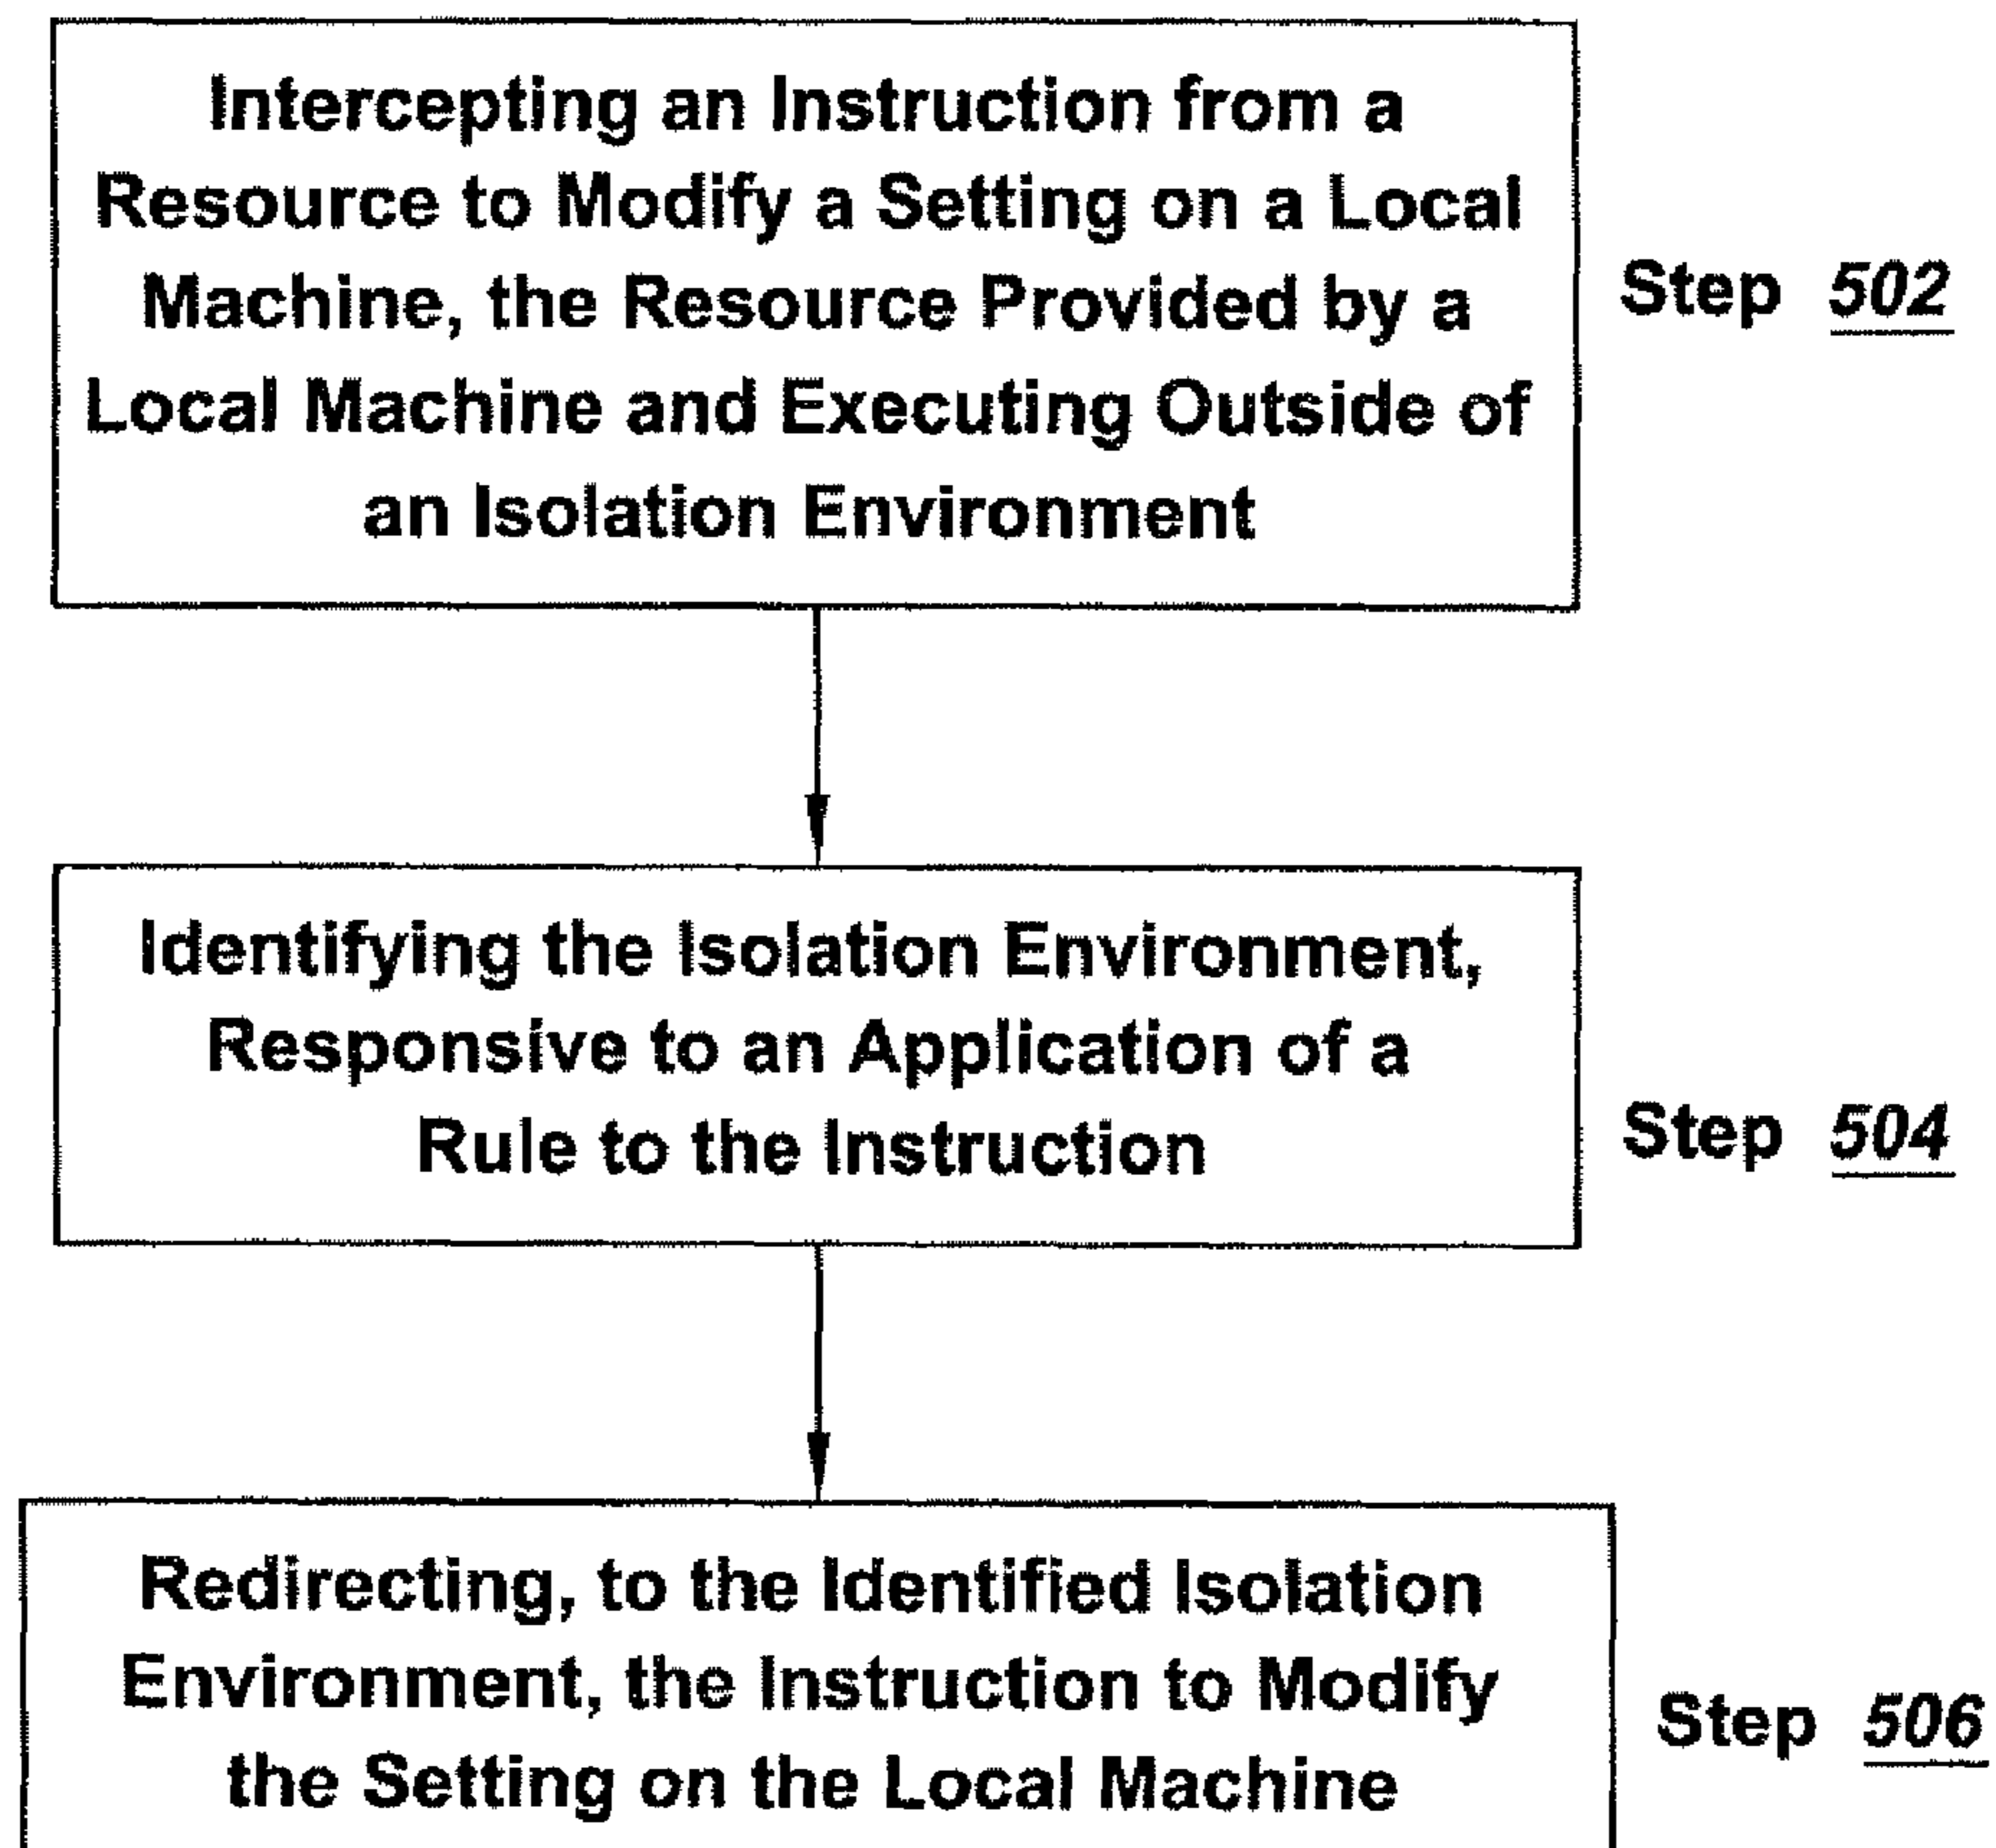 Intercepting an Instruction from a
Resource to Modify a Setting on a Local
Machine, the Resource Provided by a
Local Machine and Executing Outside of
an Isolation Environment
Step 502
Identifying the Isolation Environment,
Responsive to an Application of a
Rule to the Instruction
Step 504
Redirecting, to the Identified Isolation
Environment, the Instruction to Modify
the Setting on the Local Machine
Step 506